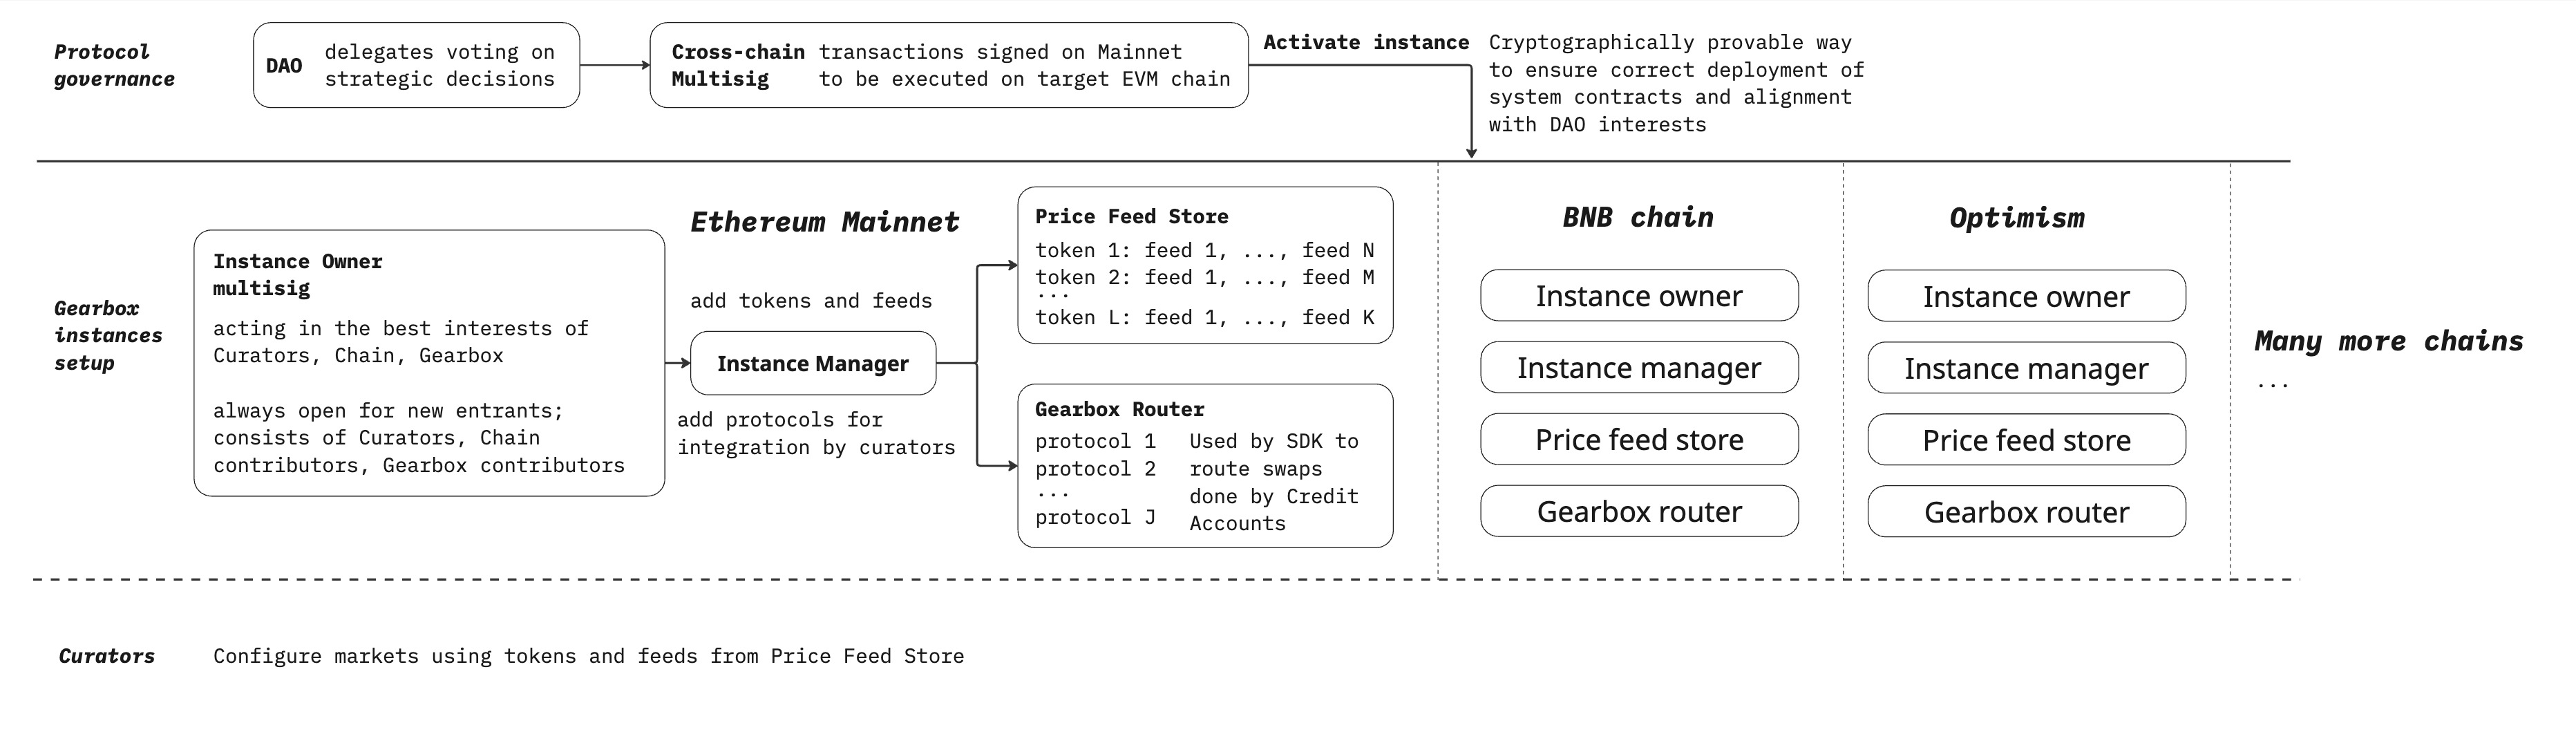 Protocol
governance
DAO
delegates voting on
strategic decisions
Cross-chain
Multisig
transactions signed on Mainnet
to be executed on target EVM chain
Activate instance
Cryptographically provable way
to ensure correct deployment of
system contracts and alignment
with DAO interests
Gearbox
instances
setup
Instance Owner
multisig
acting in the best interests of
Curators, Chain, Gearbox
always open for new entrants;
consists of Curators, Chain
contributors, Gearbox contributors
Ethereum Mainnet
add tokens and feeds
Instance Manager
add protocols for
integration by curators
Price Feed Store
token 1: feed 1, ..., feed N
token 2: feed 1, ..., feed M
...
token L: feed 1, ..., feed K
Gearbox Router
protocol 1
protocol 2
...
protocol J
Used by SDK to
route swaps
done by Credit
Accounts
BNB chain
Instance owner
Instance manager
Price feed store
Gearbox router
Optimism
Instance owner
Instance manager
Price feed store
Gearbox router
Many more chains
...
Curators
Configure markets using tokens and feeds from Price Feed Store